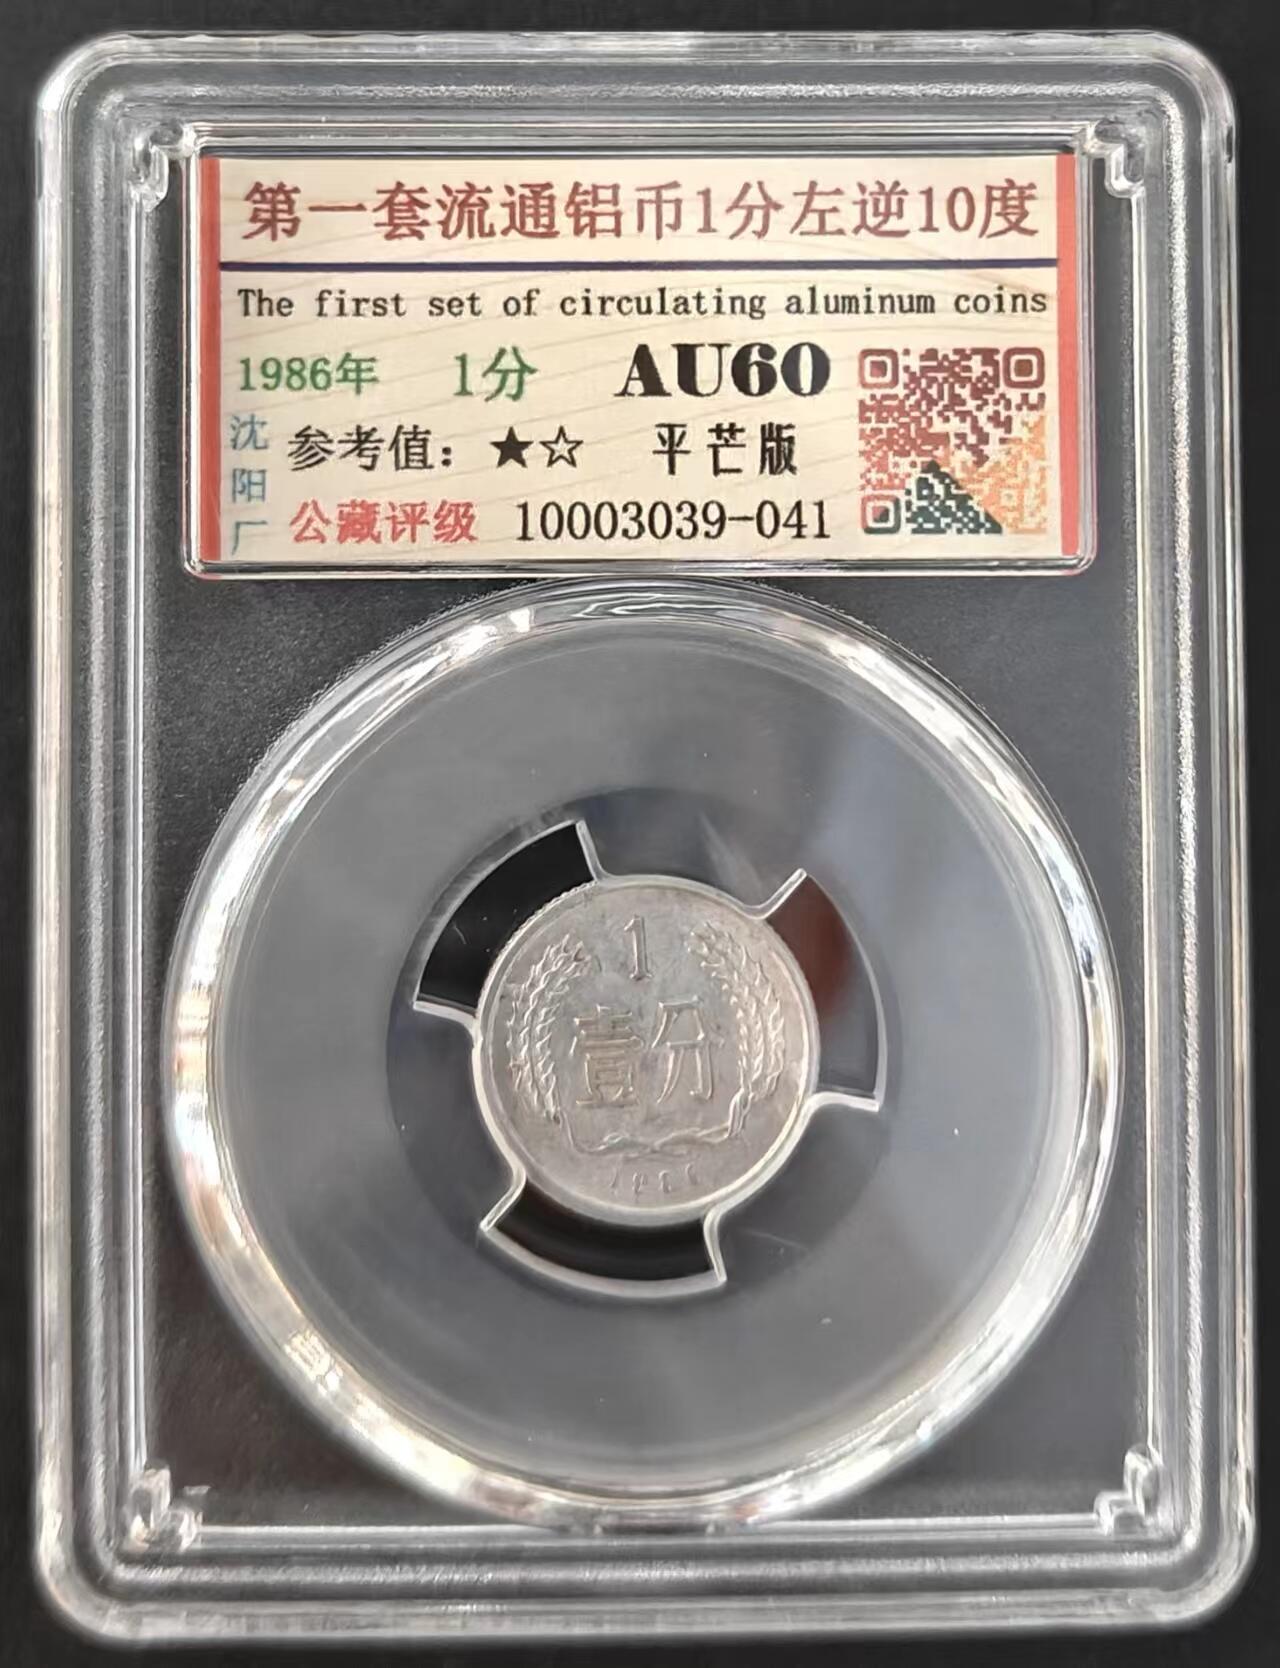 第一套流通铝币1分左逆10度
The first set of circulating aluminum coins
1986年 1分 AU60
沈阳厂
参考值：★☆ 平芒版
公藏评级 10003039-041
1
壹分